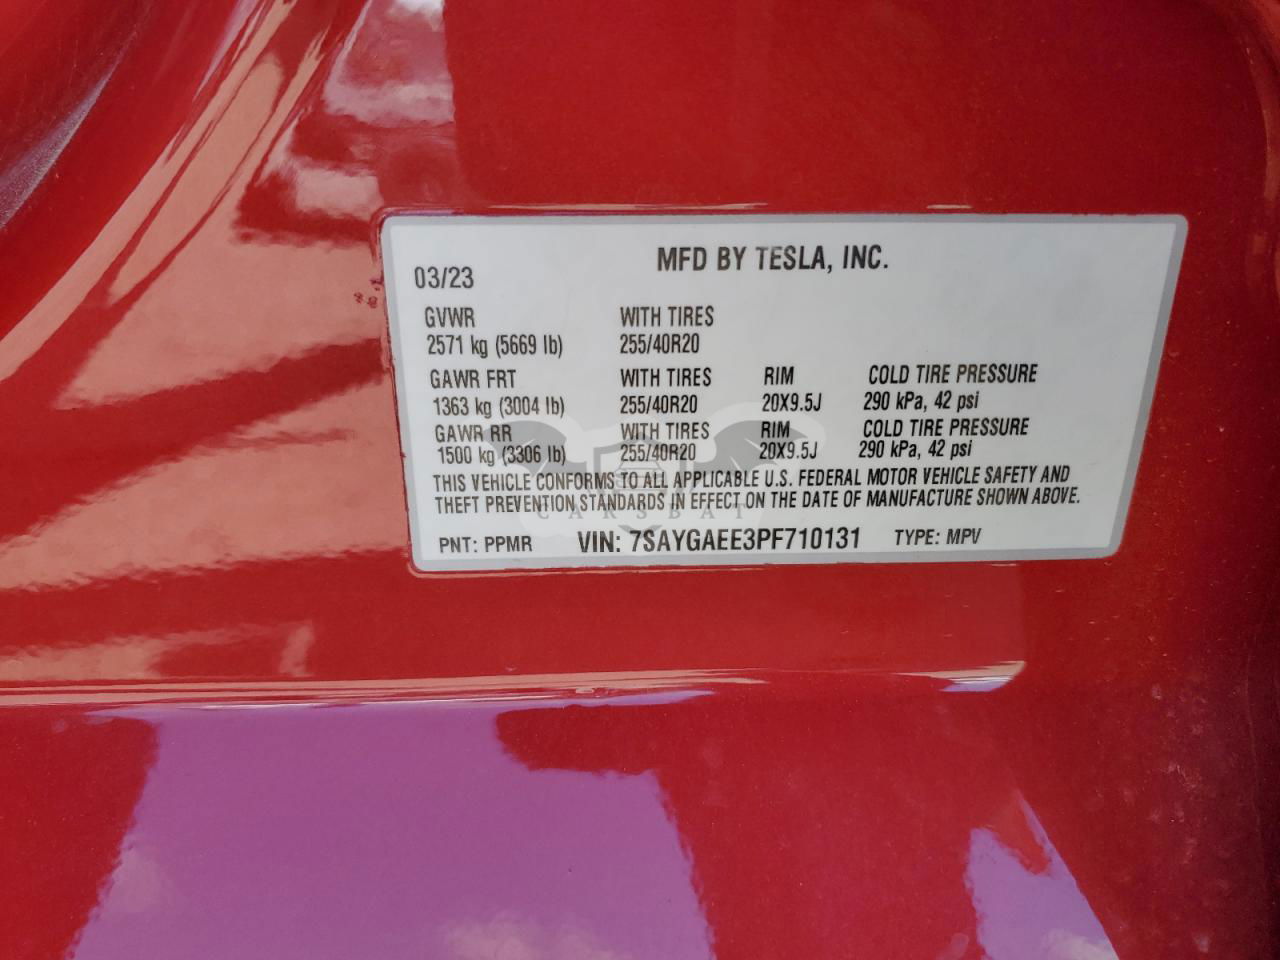 MFD BY TESLA, INC.
03/23
GVWR WITH TIRES
2571 kg (5669 lb) 255/40R20
GAWR FRT WITH TIRES RIM COLD TIRE PRESSURE
1363 kg (3004 lb) 255/40R20 20X9.5J 290 kPa, 42 psi
GAWR RR WITH TIRES RIM COLD TIRE PRESSURE
1500 kg (3306 lb) 255/40R20 20X9.5J 290 kPa, 42 psi
THIS VEHICLE CONFORMS TO ALL APPLICABLE U.S. FEDERAL MOTOR VEHICLE SAFETY AND
THEFT PREVENTION STANDARDS IN EFFECT ON THE DATE OF MANUFACTURE SHOWN ABOVE.
CARSBAT
PNT: PPMR VIN: 7SAYGAEE3PF710131 TYPE: MPV